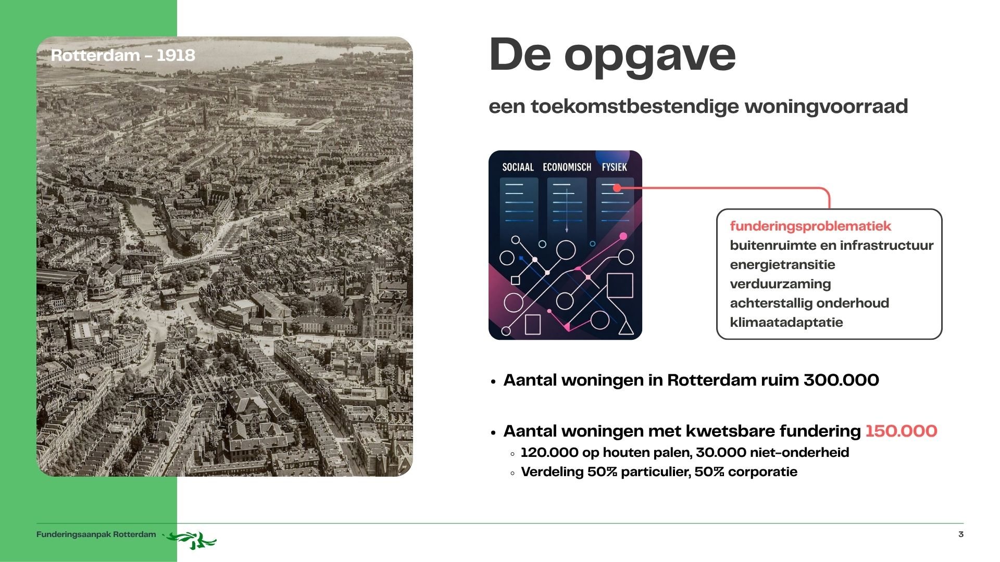 Rotterdam - 1918
De opgave
een toekomstbestendige woningvoorraad
SOCIAAL ECONOMISCH FYSIEK
funderingsproblematiek
buitenruimte en infrastructuur
energietransitie
verduurzaming
achterstallig onderhoud
klimaatadaptatie
• Aantal woningen in Rotterdam ruim 300.000
• Aantal woningen met kwetsbare fundering 150.000
◦ 120.000 op houten palen, 30.000 niet-onderheid
◦ Verdeling 50% particulier, 50% corporatie
Funderingsaanpak Rotterdam
3